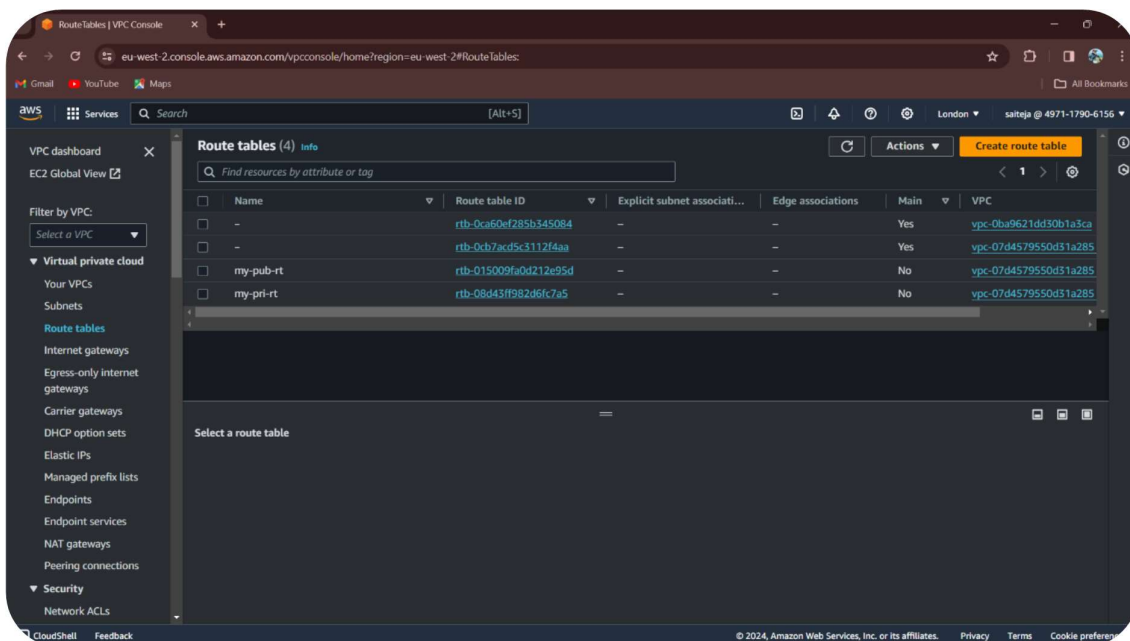 RouteTables | VPC Console
eu-west-2.console.aws.amazon.com/vpcconsole/home?region=eu-west-2#RouteTables:
Gmail YouTube Maps All Bookmarks
aws Services Search [Alt+S] London saiteja @ 4971-1790-6156
VPC dashboard
EC2 Global View
Filter by VPC:
Select a VPC
Virtual private cloud
Your VPCs
Subnets
Route tables
Internet gateways
Egress-only internet
gateways
Carrier gateways
DHCP option sets
Elastic IPs
Managed prefix lists
Endpoints
Endpoint services
NAT gateways
Peering connections
Security
Network ACLs
Route tables (4) Info Actions Create route table
Find resources by attribute or tag 1
Name Route table ID Explicit subnet associati... Edge associations Main VPC
– rtb-0ca60ef285b345084 – – Yes vpc-0ba9621dd30b1a3ca
– rtb-0cb7acd5c3112f4aa – – Yes vpc-07d4579550d31a285
my-pub-rt rtb-015009fa0d212e95d – – No vpc-07d4579550d31a285
my-pri-rt rtb-08d43ff982d6fc7a5 – – No vpc-07d4579550d31a285
Select a route table
CloudShell Feedback © 2024, Amazon Web Services, Inc. or its affiliates. Privacy Terms Cookie